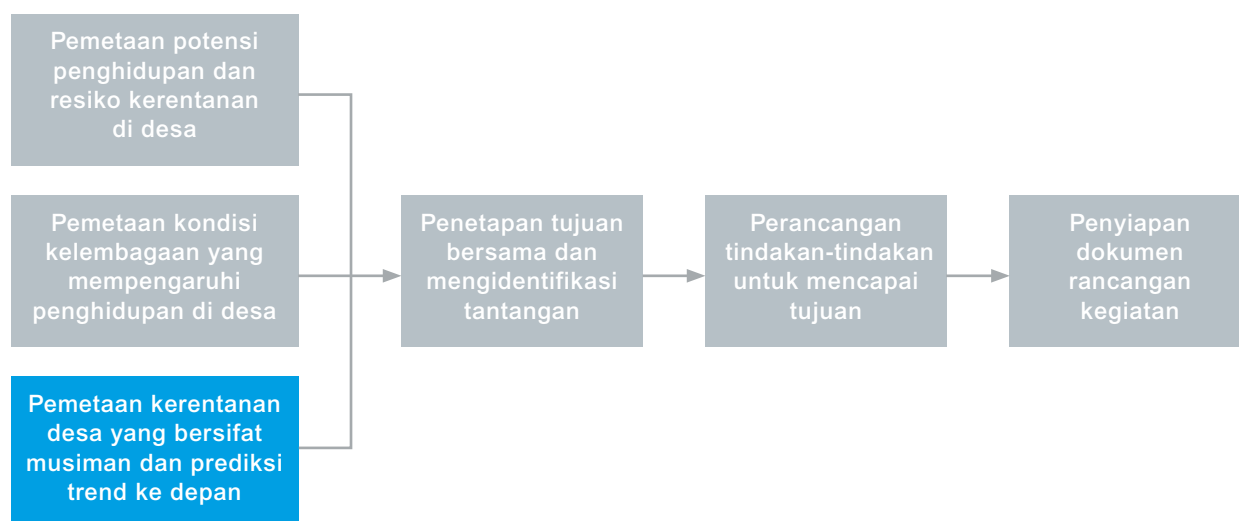 Pemetaan potensi
penghidupan dan
resiko kerentanan
di desa
Pemetaan kondisi
kelembagaan yang
mempengaruhi
penghidupan di desa
Pemetaan kerentanan
desa yang bersifat
musiman dan prediksi
trend ke depan
Penetapan tujuan
bersama dan
mengidentifikasi
tantangan
Perancangan
tindakan-tindakan
untuk mencapai
tujuan
Penyiapan
dokumen
rancangan
kegiatan